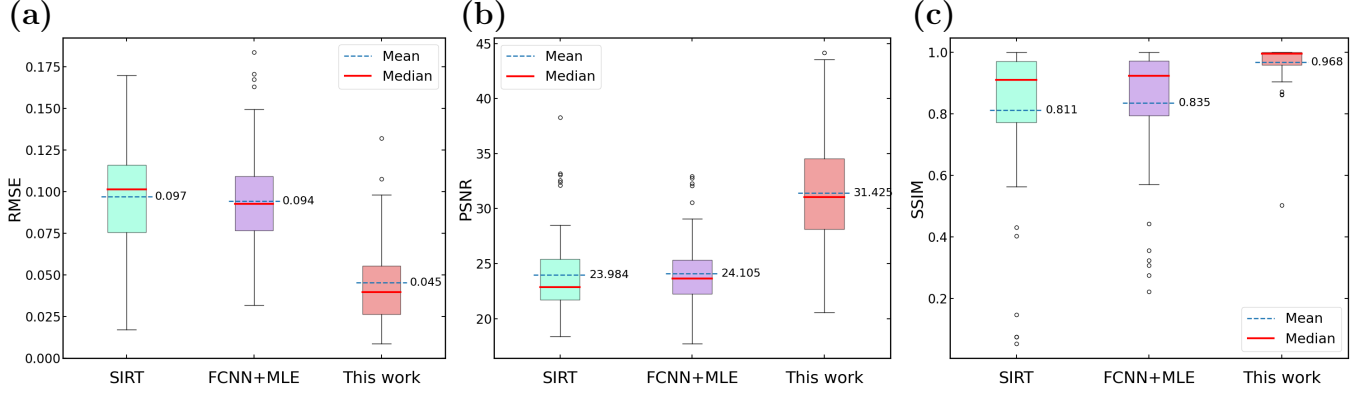 (a)
RMSE
0.175
0.150
0.125
0.100
0.075
0.050
0.025
0.000
Mean
Median
0.097
0.094
0.045
SIRT
FCNN+MLE
This work
(b)
PSNR
45
40
35
30
25
20
Mean
Median
23.984
24.105
31.425
SIRT
FCNN+MLE
This work
(c)
SSIM
1.0
0.8
0.6
0.4
0.2
0.811
0.835
0.968
Mean
Median
SIRT
FCNN+MLE
This work